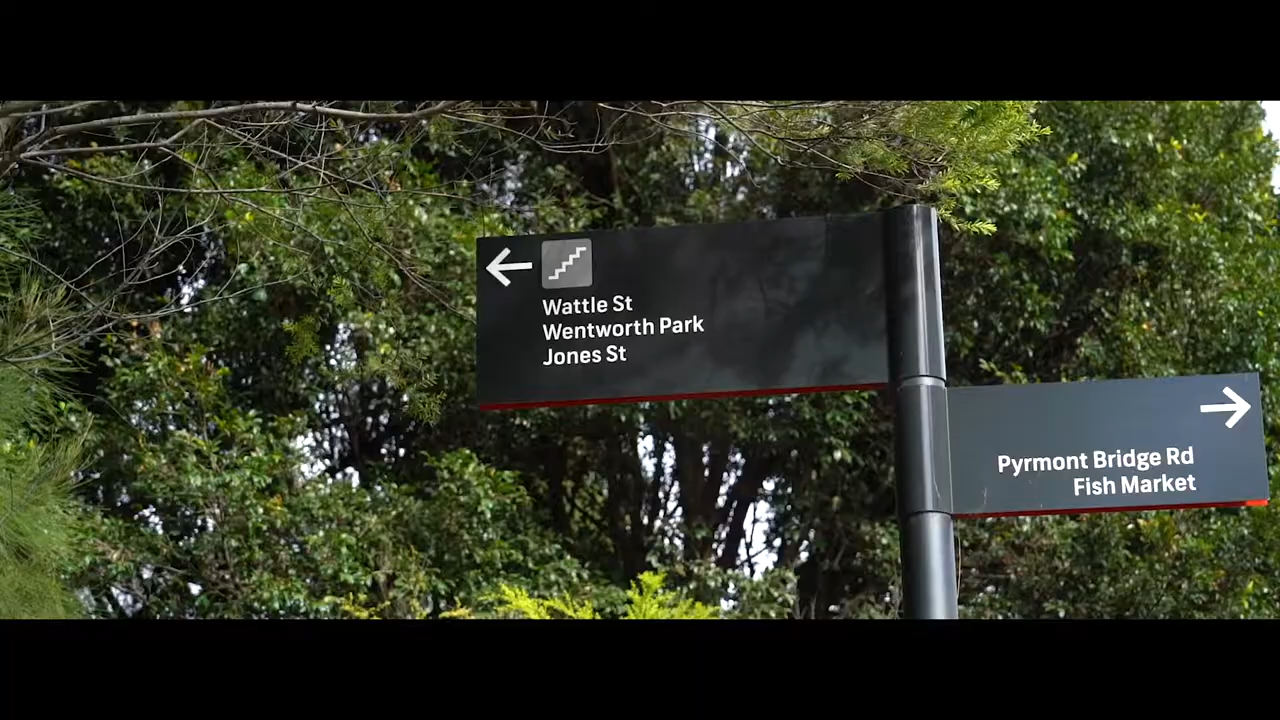 Wattle St
Wentworth Park
Jones St
Pyrmont Bridge Rd
Fish Market